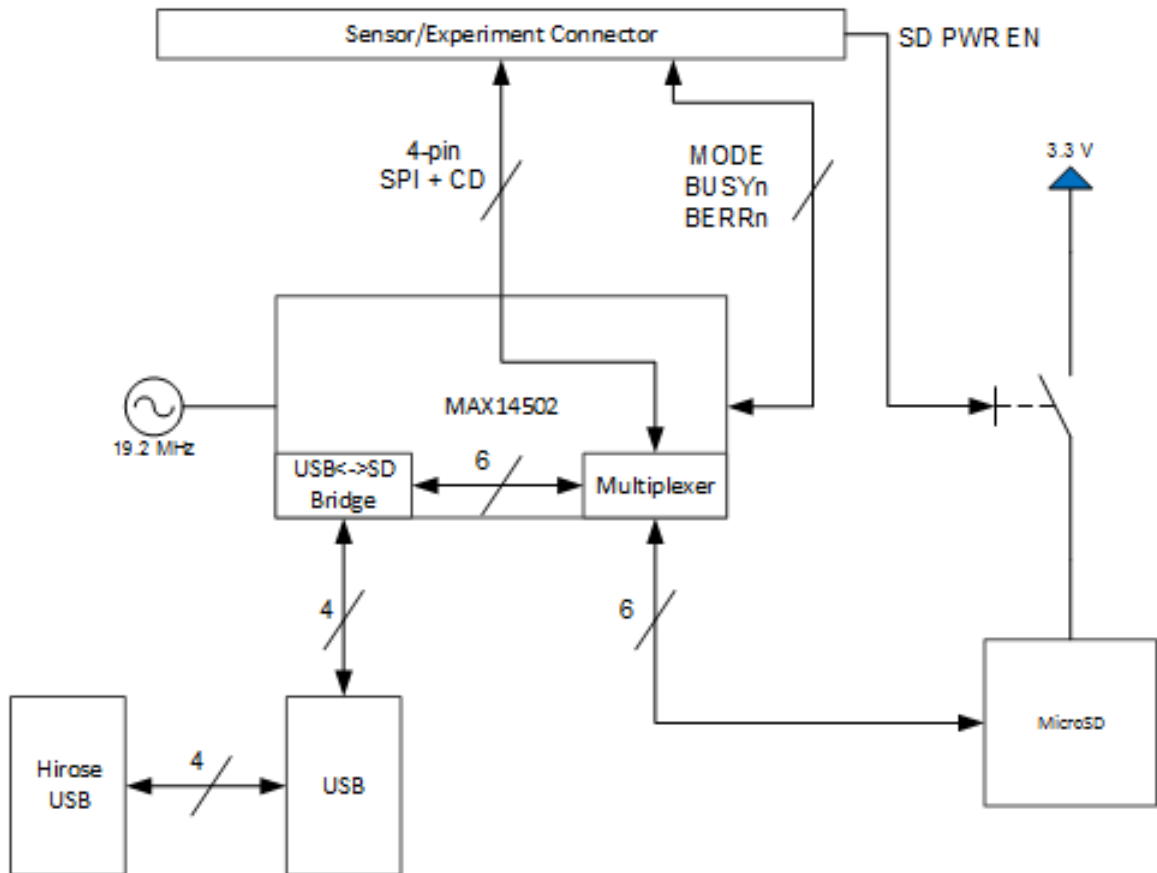 Sensor/Experiment Connector
SD PWR EN
4-pin
SPI + CD
MODE
BUSYn
BERRn
3.3 V
MAX14502
19.2 MHz
USB<->SD
Bridge
6
Multiplexer
4
6
Hirose
USB
4
USB
MicroSD